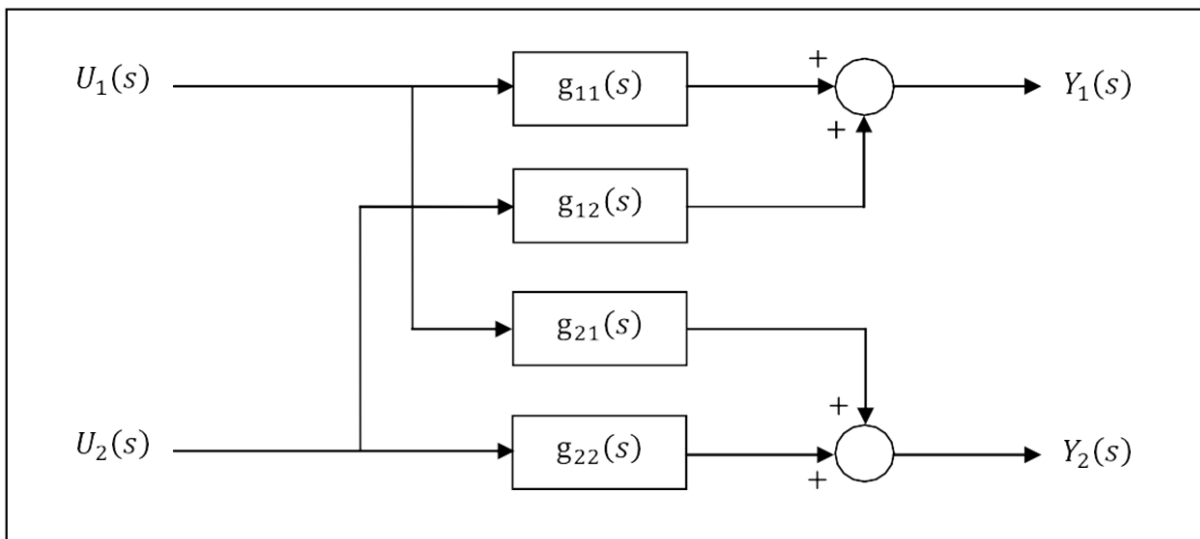 U₁(s)
g₁₁(s)
+
+
Y₁(s)
g₁₂(s)
g₂₁(s)
U₂(s)
g₂₂(s)
+
+
Y₂(s)